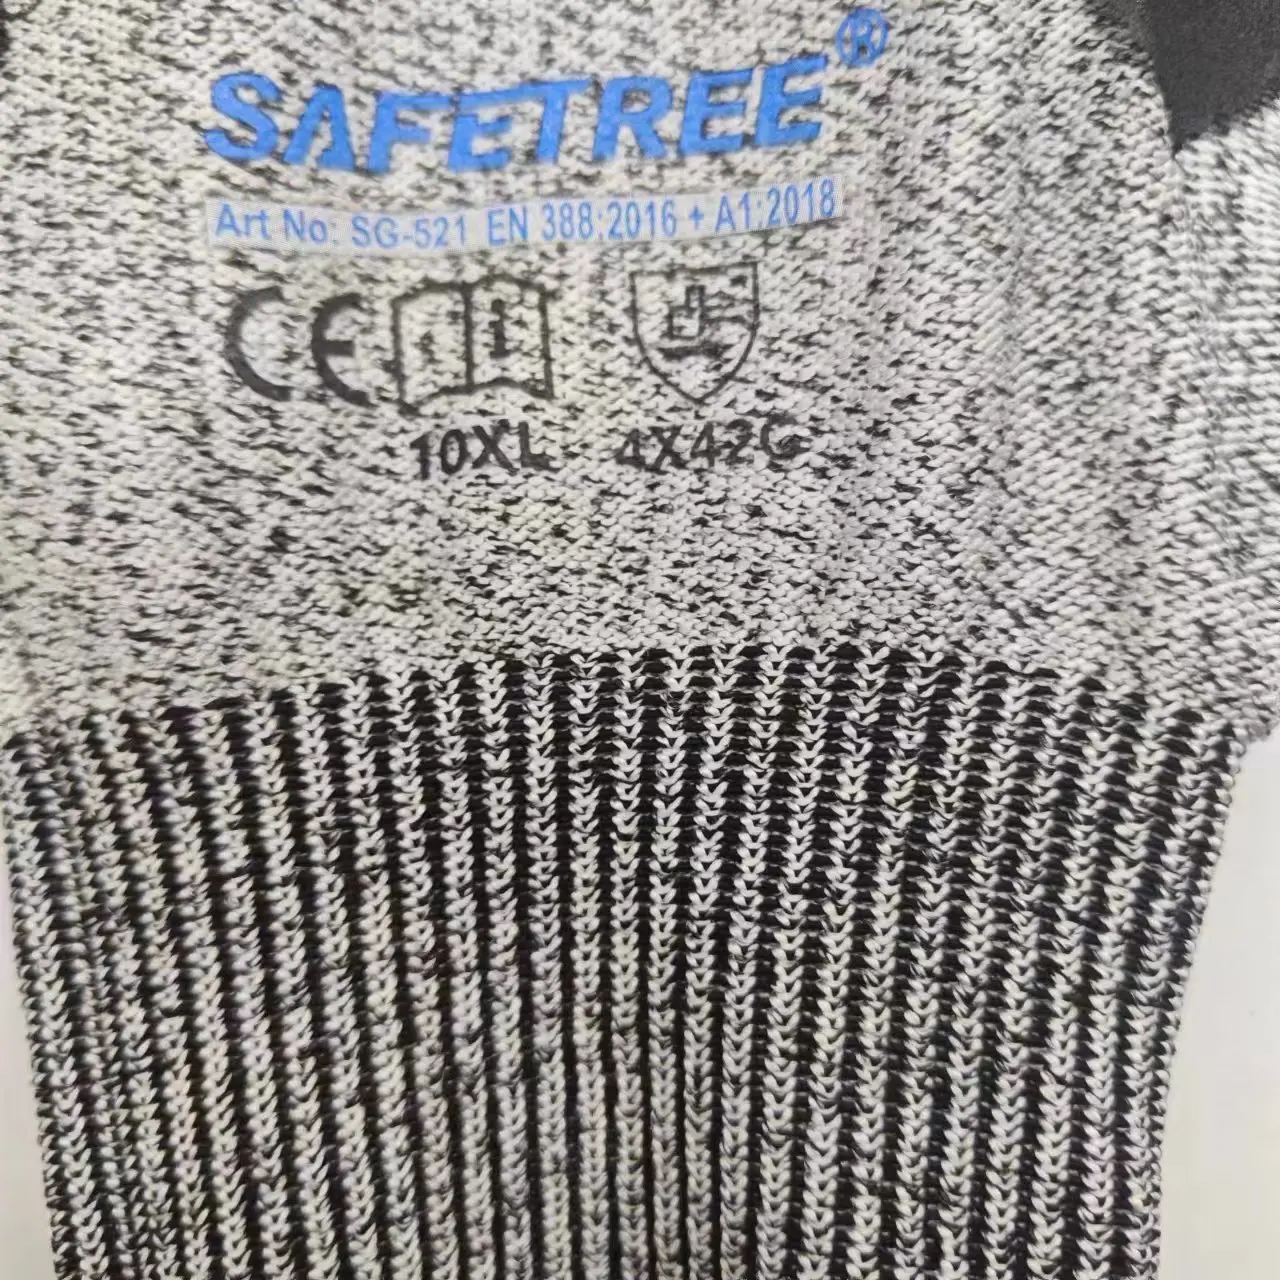 SAFETREE®
Art No: SG-521 EN 388:2016 + A1:2018
CE i
10XL 4X42C